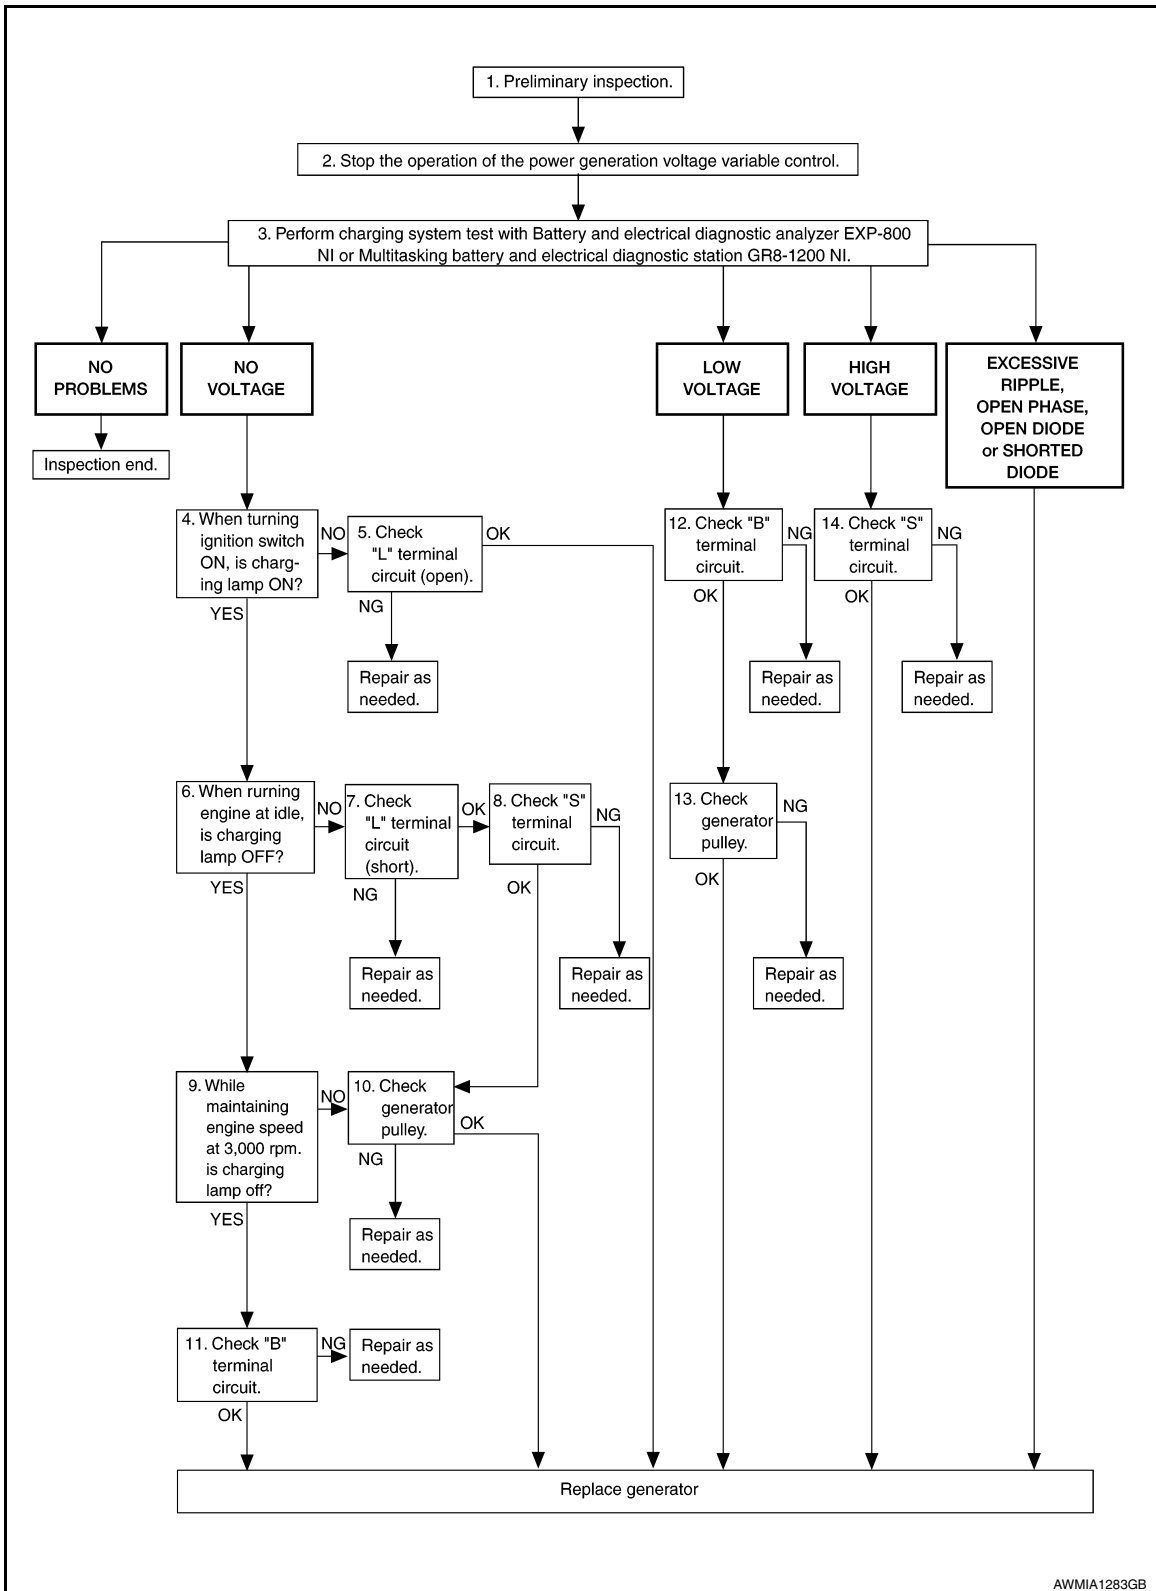 1. Preliminary inspection.
2. Stop the operation of the power generation voltage variable control.
3. Perform charging system test with Battery and electrical diagnostic analyzer EXP-800
NI or Multitasking battery and electrical diagnostic station GR8-1200 NI.
NO
PROBLEMS
NO
VOLTAGE
LOW
VOLTAGE
HIGH
VOLTAGE
EXCESSIVE
RIPPLE,
OPEN PHASE,
OPEN DIODE
or SHORTED
DIODE
Inspection end.
4. When turning
ignition switch
ON, is charg-
ing lamp ON?
NO
YES
5. Check
"L" terminal
circuit (open).
OK
NG
Repair as
needed.
12. Check "B"
terminal
circuit.
NG
OK
Repair as
needed.
14. Check "S"
terminal
circuit.
NG
OK
Repair as
needed.
6. When rurning
engine at idle,
is charging
lamp OFF?
NO
YES
7. Check
"L" terminal
circuit
(short).
OK
NG
Repair as
needed.
8. Check "S"
terminal
circuit.
NG
OK
Repair as
needed.
13. Check
generator
pulley.
NG
OK
Repair as
needed.
9. While
maintaining
engine speed
at 3,000 rpm.
is charging
lamp off?
NO
YES
10. Check
generator
pulley.
OK
NG
Repair as
needed.
11. Check "B"
terminal
circuit.
NG
OK
Repair as
needed.
Replace generator
AWMIA1283GB